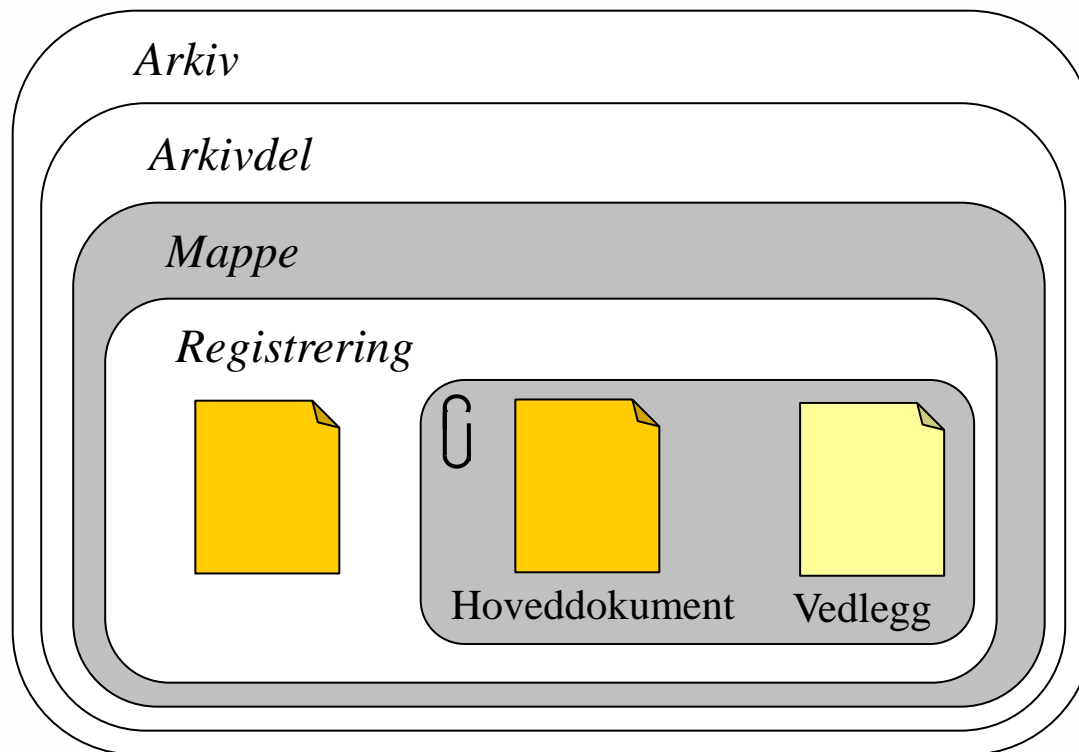 Arkiv
Arkivdel
Mappe
Registrering
Hoveddokument
Vedlegg